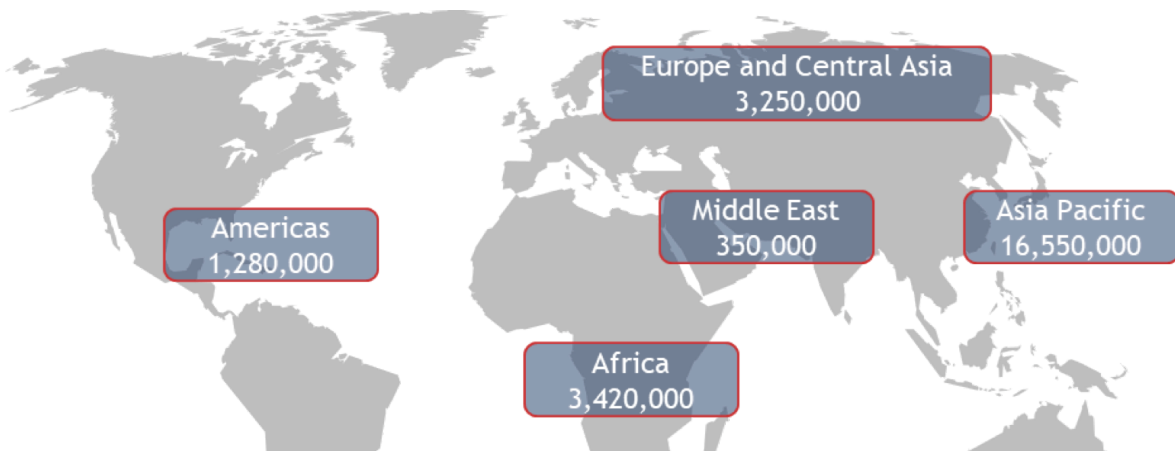 Europe and Central Asia
3,250,000
Americas
1,280,000
Middle East
350,000
Asia Pacific
16,550,000
Africa
3,420,000